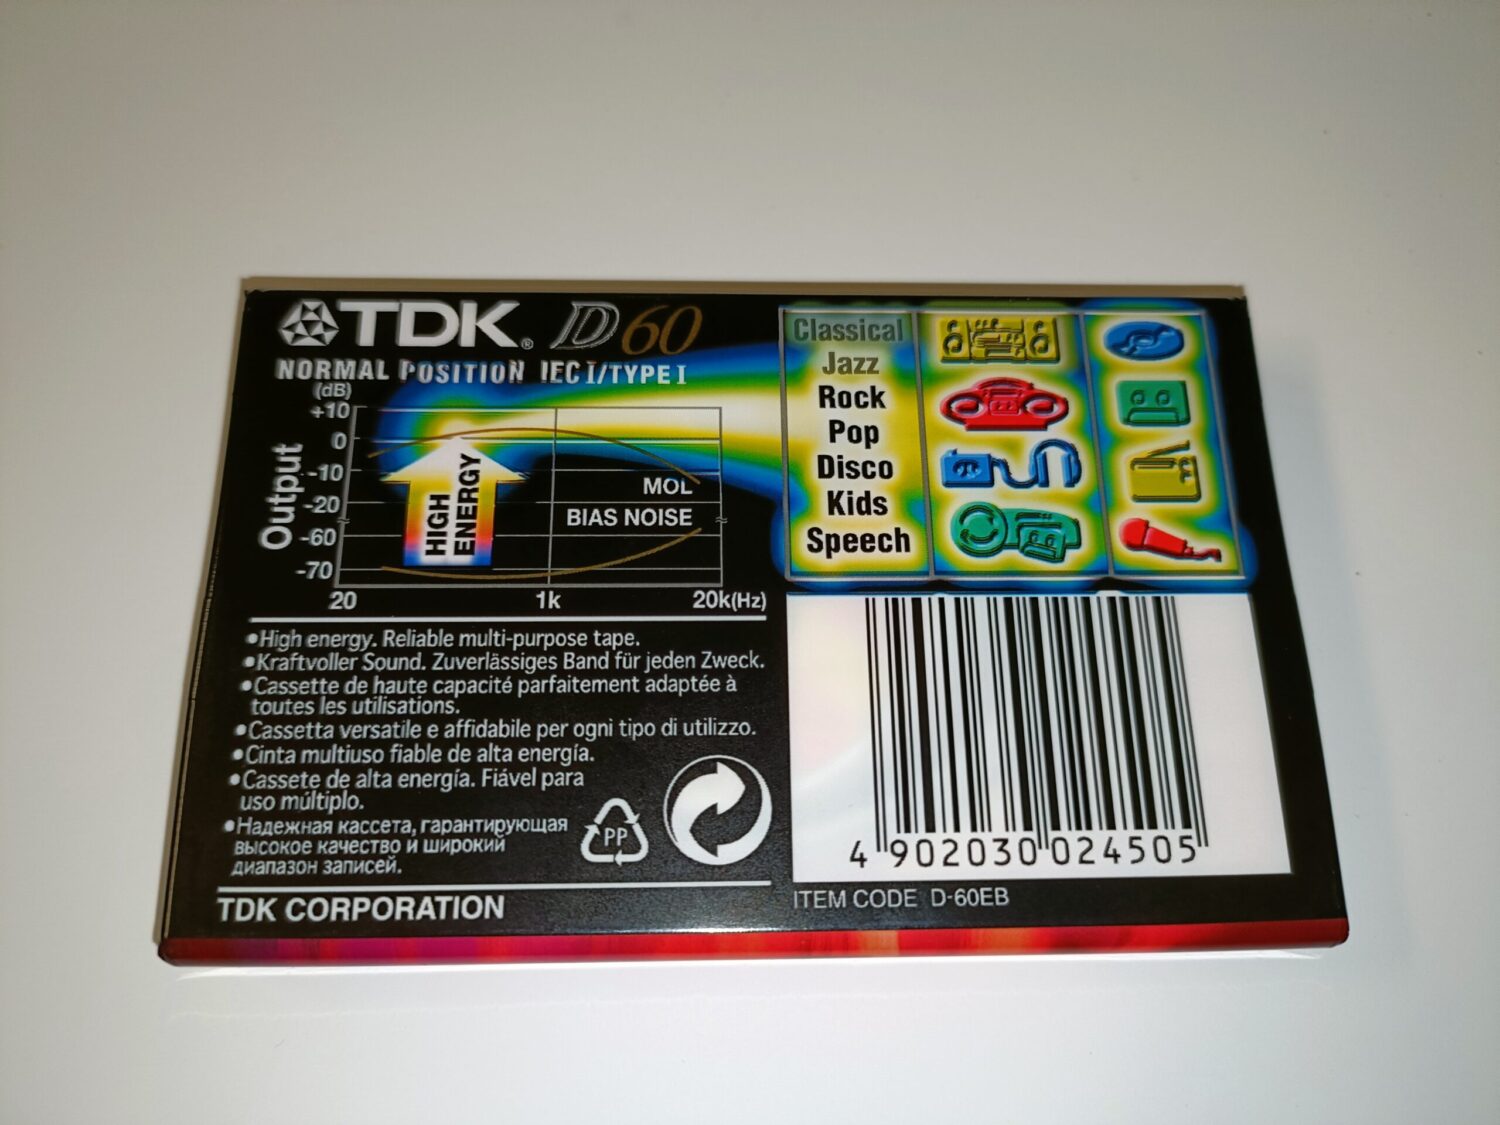 TDK® D 60
NORMAL POSITION IEC I/TYPE I
(dB)
+10
0
-10
-20
-60
-70
Output
HIGH
ENERGY
MOL
BIAS NOISE
20 1k 20k(Hz)
Classical
Jazz
Rock
Pop
Disco
Kids
Speech
•High energy. Reliable multi-purpose tape.
•Kraftvoller Sound. Zuverlässiges Band für jeden Zweck.
•Cassette de haute capacité parfaitement adaptée à
toutes les utilisations.
•Cassetta versatile e affidabile per ogni tipo di utilizzo.
•Cinta multiuso fiable de alta energía.
•Cassete de alta energía. Fiável para
uso múltiplo.
•Надежная кассета, гарантирующая
высокое качество и широкий
диапазон записей.
PP
TDK CORPORATION
4 902030 024505
ITEM CODE D-60EB